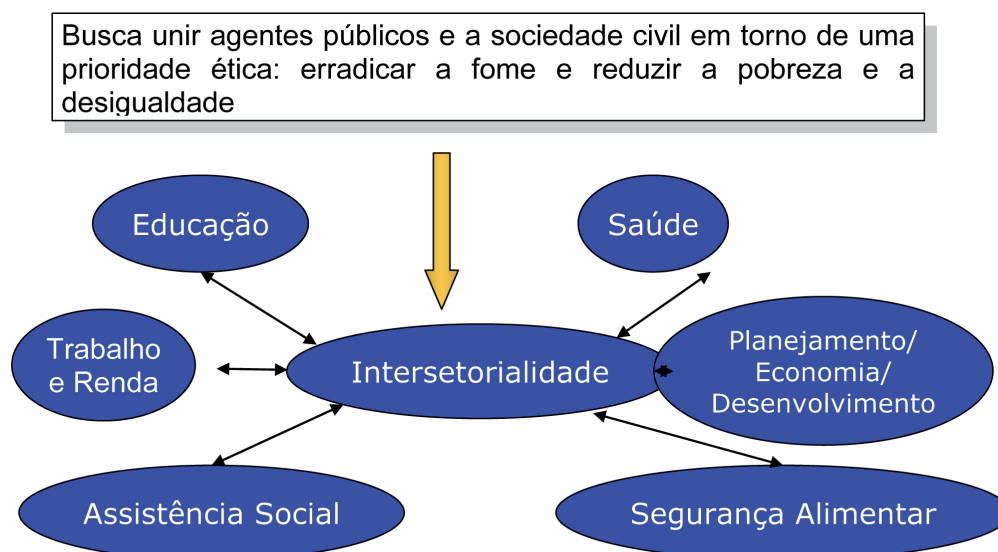 Busca unir agentes públicos e a sociedade civil em torno de uma
prioridade ética: erradicar a fome e reduzir a pobreza e a
desigualdade
Educação
Saúde
Trabalho
e Renda
Intersetorialidade
Planejamento/
Economia/
Desenvolvimento
Assistência Social
Segurança Alimentar